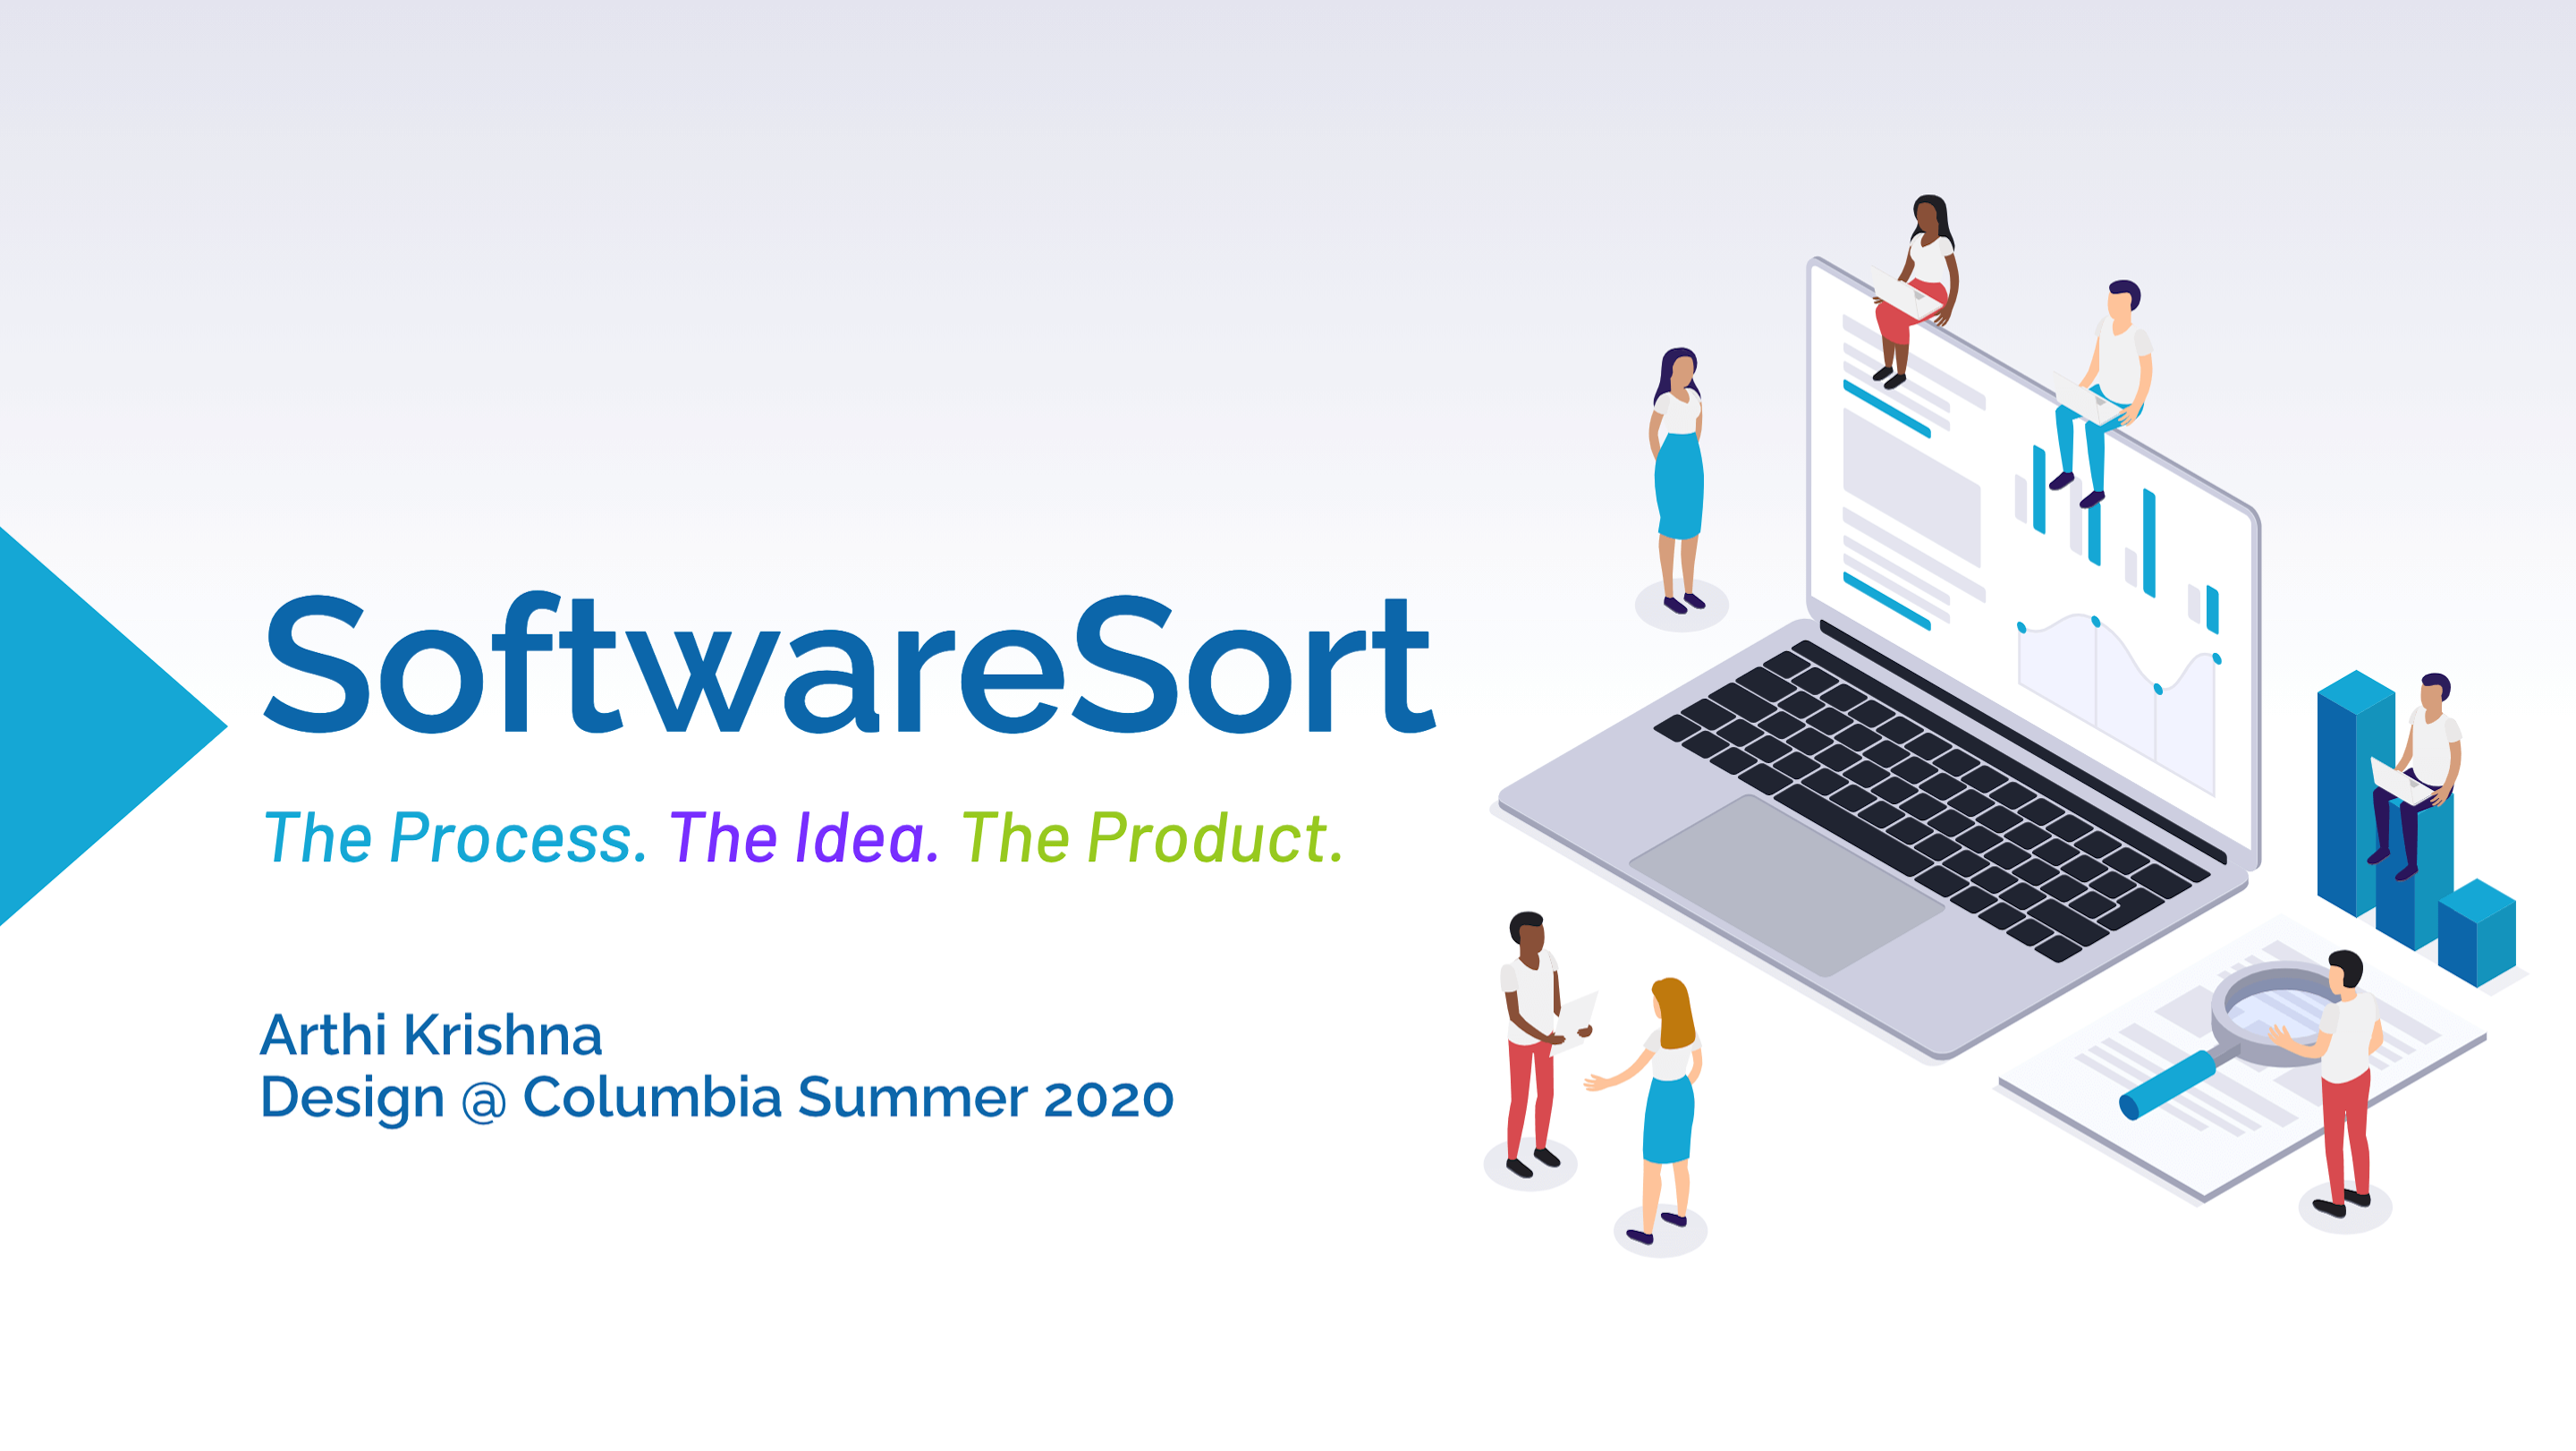 SoftwareSort
The Process. The Idea. The Product.
Arthi Krishna
Design @ Columbia Summer 2020